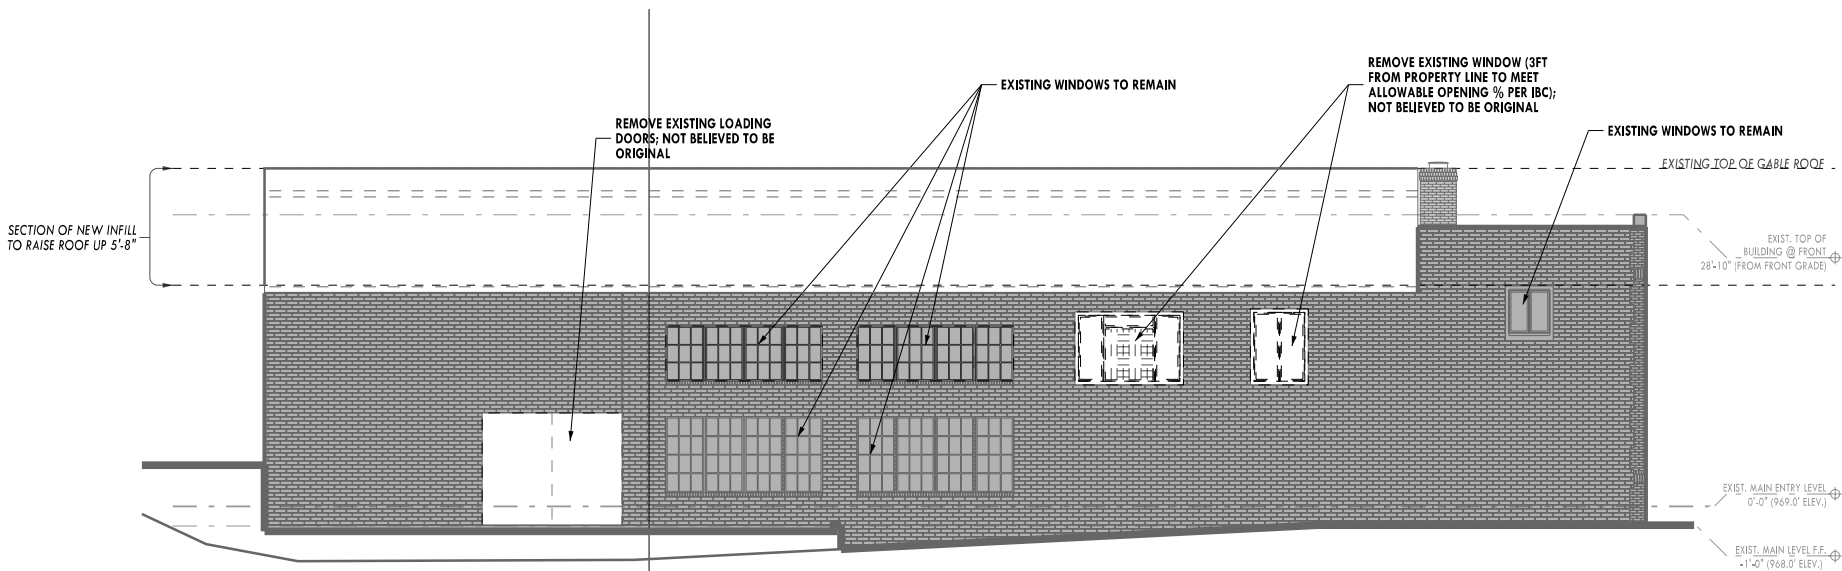 REMOVE EXISTING WINDOW (3FT
FROM PROPERTY LINE TO MEET
ALLOWABLE OPENING % PER IBC);
NOT BELIEVED TO BE ORIGINAL
EXISTING WINDOWS TO REMAIN
REMOVE EXISTING LOADING
DOORS; NOT BELIEVED TO BE
ORIGINAL
EXISTING WINDOWS TO REMAIN
EXISTING TOP OF GABLE ROOF
SECTION OF NEW INFILL
TO RAISE ROOF UP 5'-8"
EXIST. TOP OF
BUILDING @ FRONT
28'-10" (FROM FRONT GRADE)
EXIST. MAIN ENTRY LEVEL
0'-0" (969.0' ELEV.)
EXIST. MAIN LEVEL F.F.
-1'-0" (968.0' ELEV.)